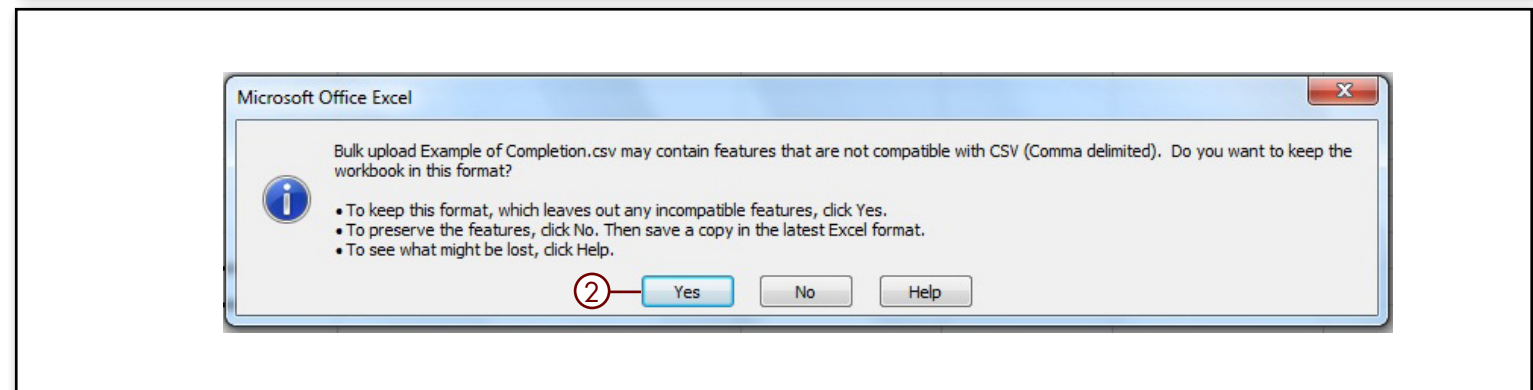 Microsoft Office Excel
X
Bulk upload Example of Completion.csv may contain features that are not compatible with CSV (Comma delimited).  Do you want to keep the
workbook in this format?
• To keep this format, which leaves out any incompatible features, click Yes.
• To preserve the features, click No. Then save a copy in the latest Excel format.
• To see what might be lost, click Help.
2 Yes No Help